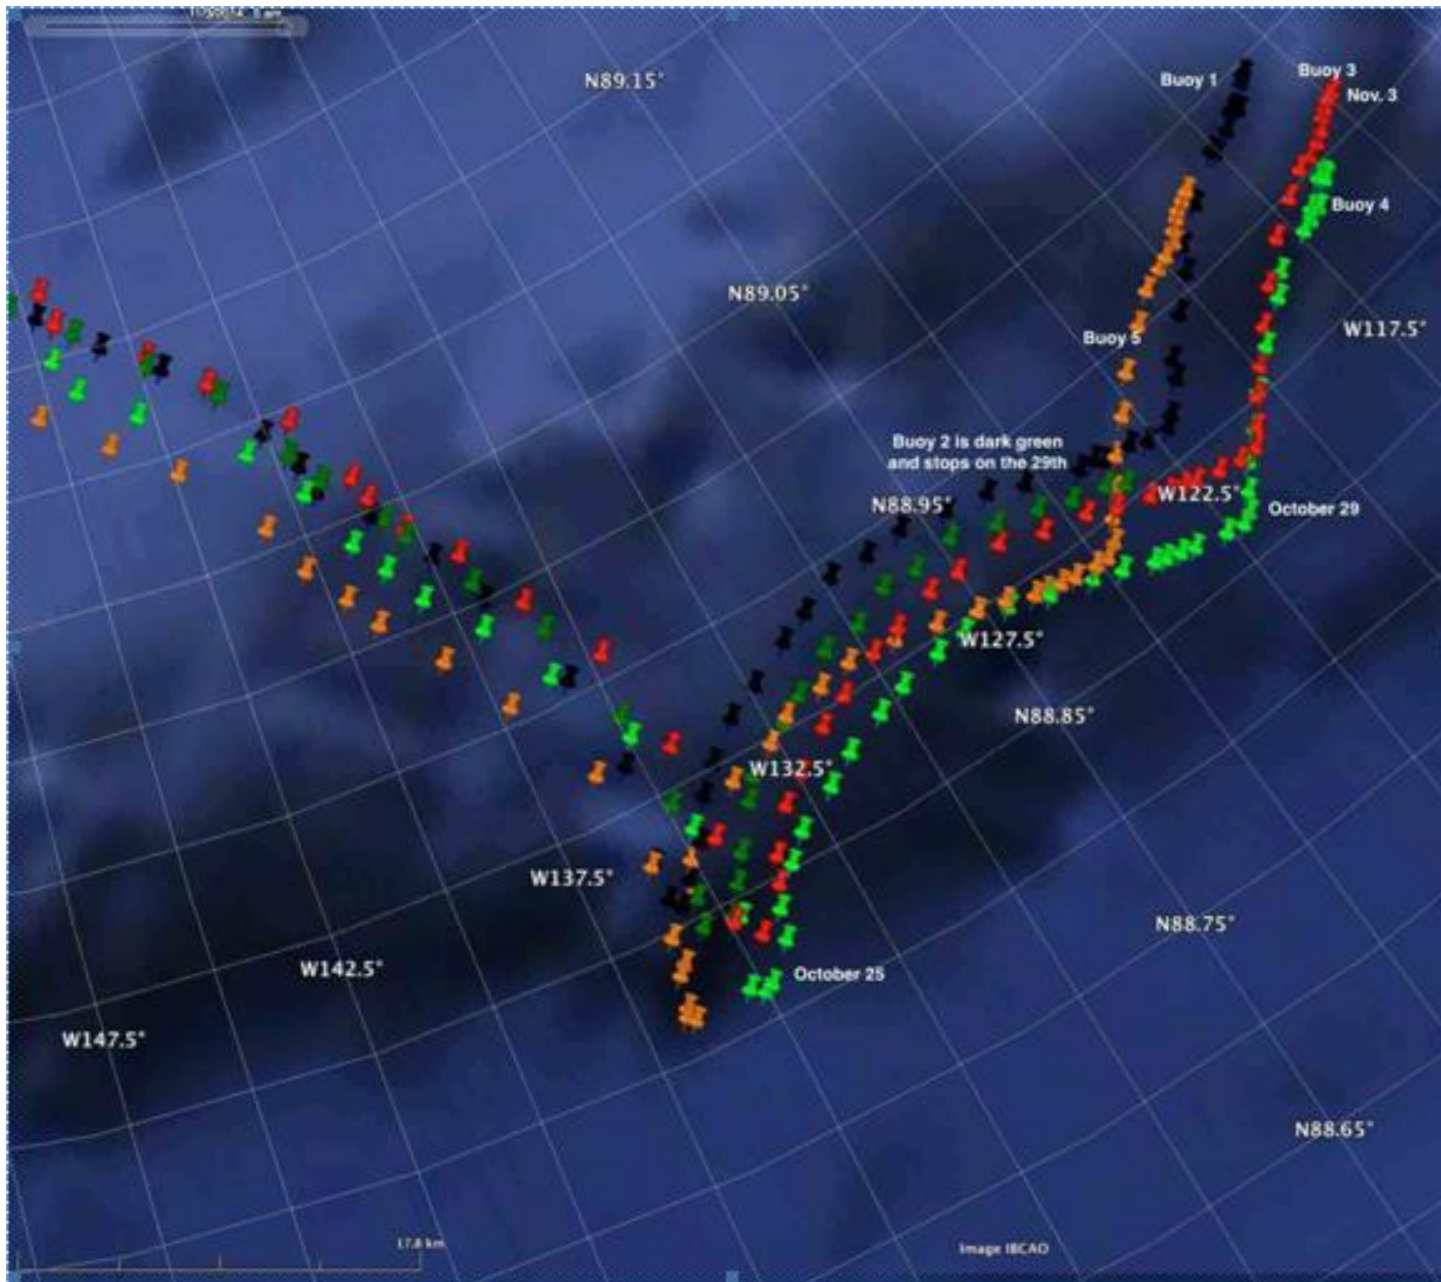 N89.15°
Buoy 1
Buoy 3
Nov. 3
Buoy 4
N89.05°
W117.5°
Buoy 5
Buoy 2 is dark green
and stops on the 29th
N88.95°
W122.5°
October 29
W127.5°
N88.85°
W132.5°
W137.5°
N88.75°
W142.5°
October 25
W147.5°
N88.65°
17.8 km
Image IBCAO